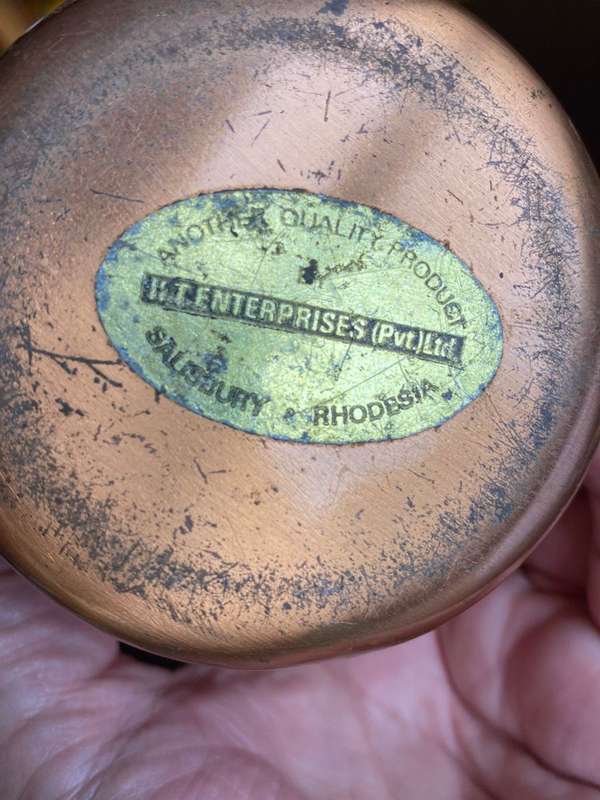 ANOTHER QUALITY PRODUCT
H.T. ENTERPRISES (Pvt) Ltd.
SALISBURY RHODESIA